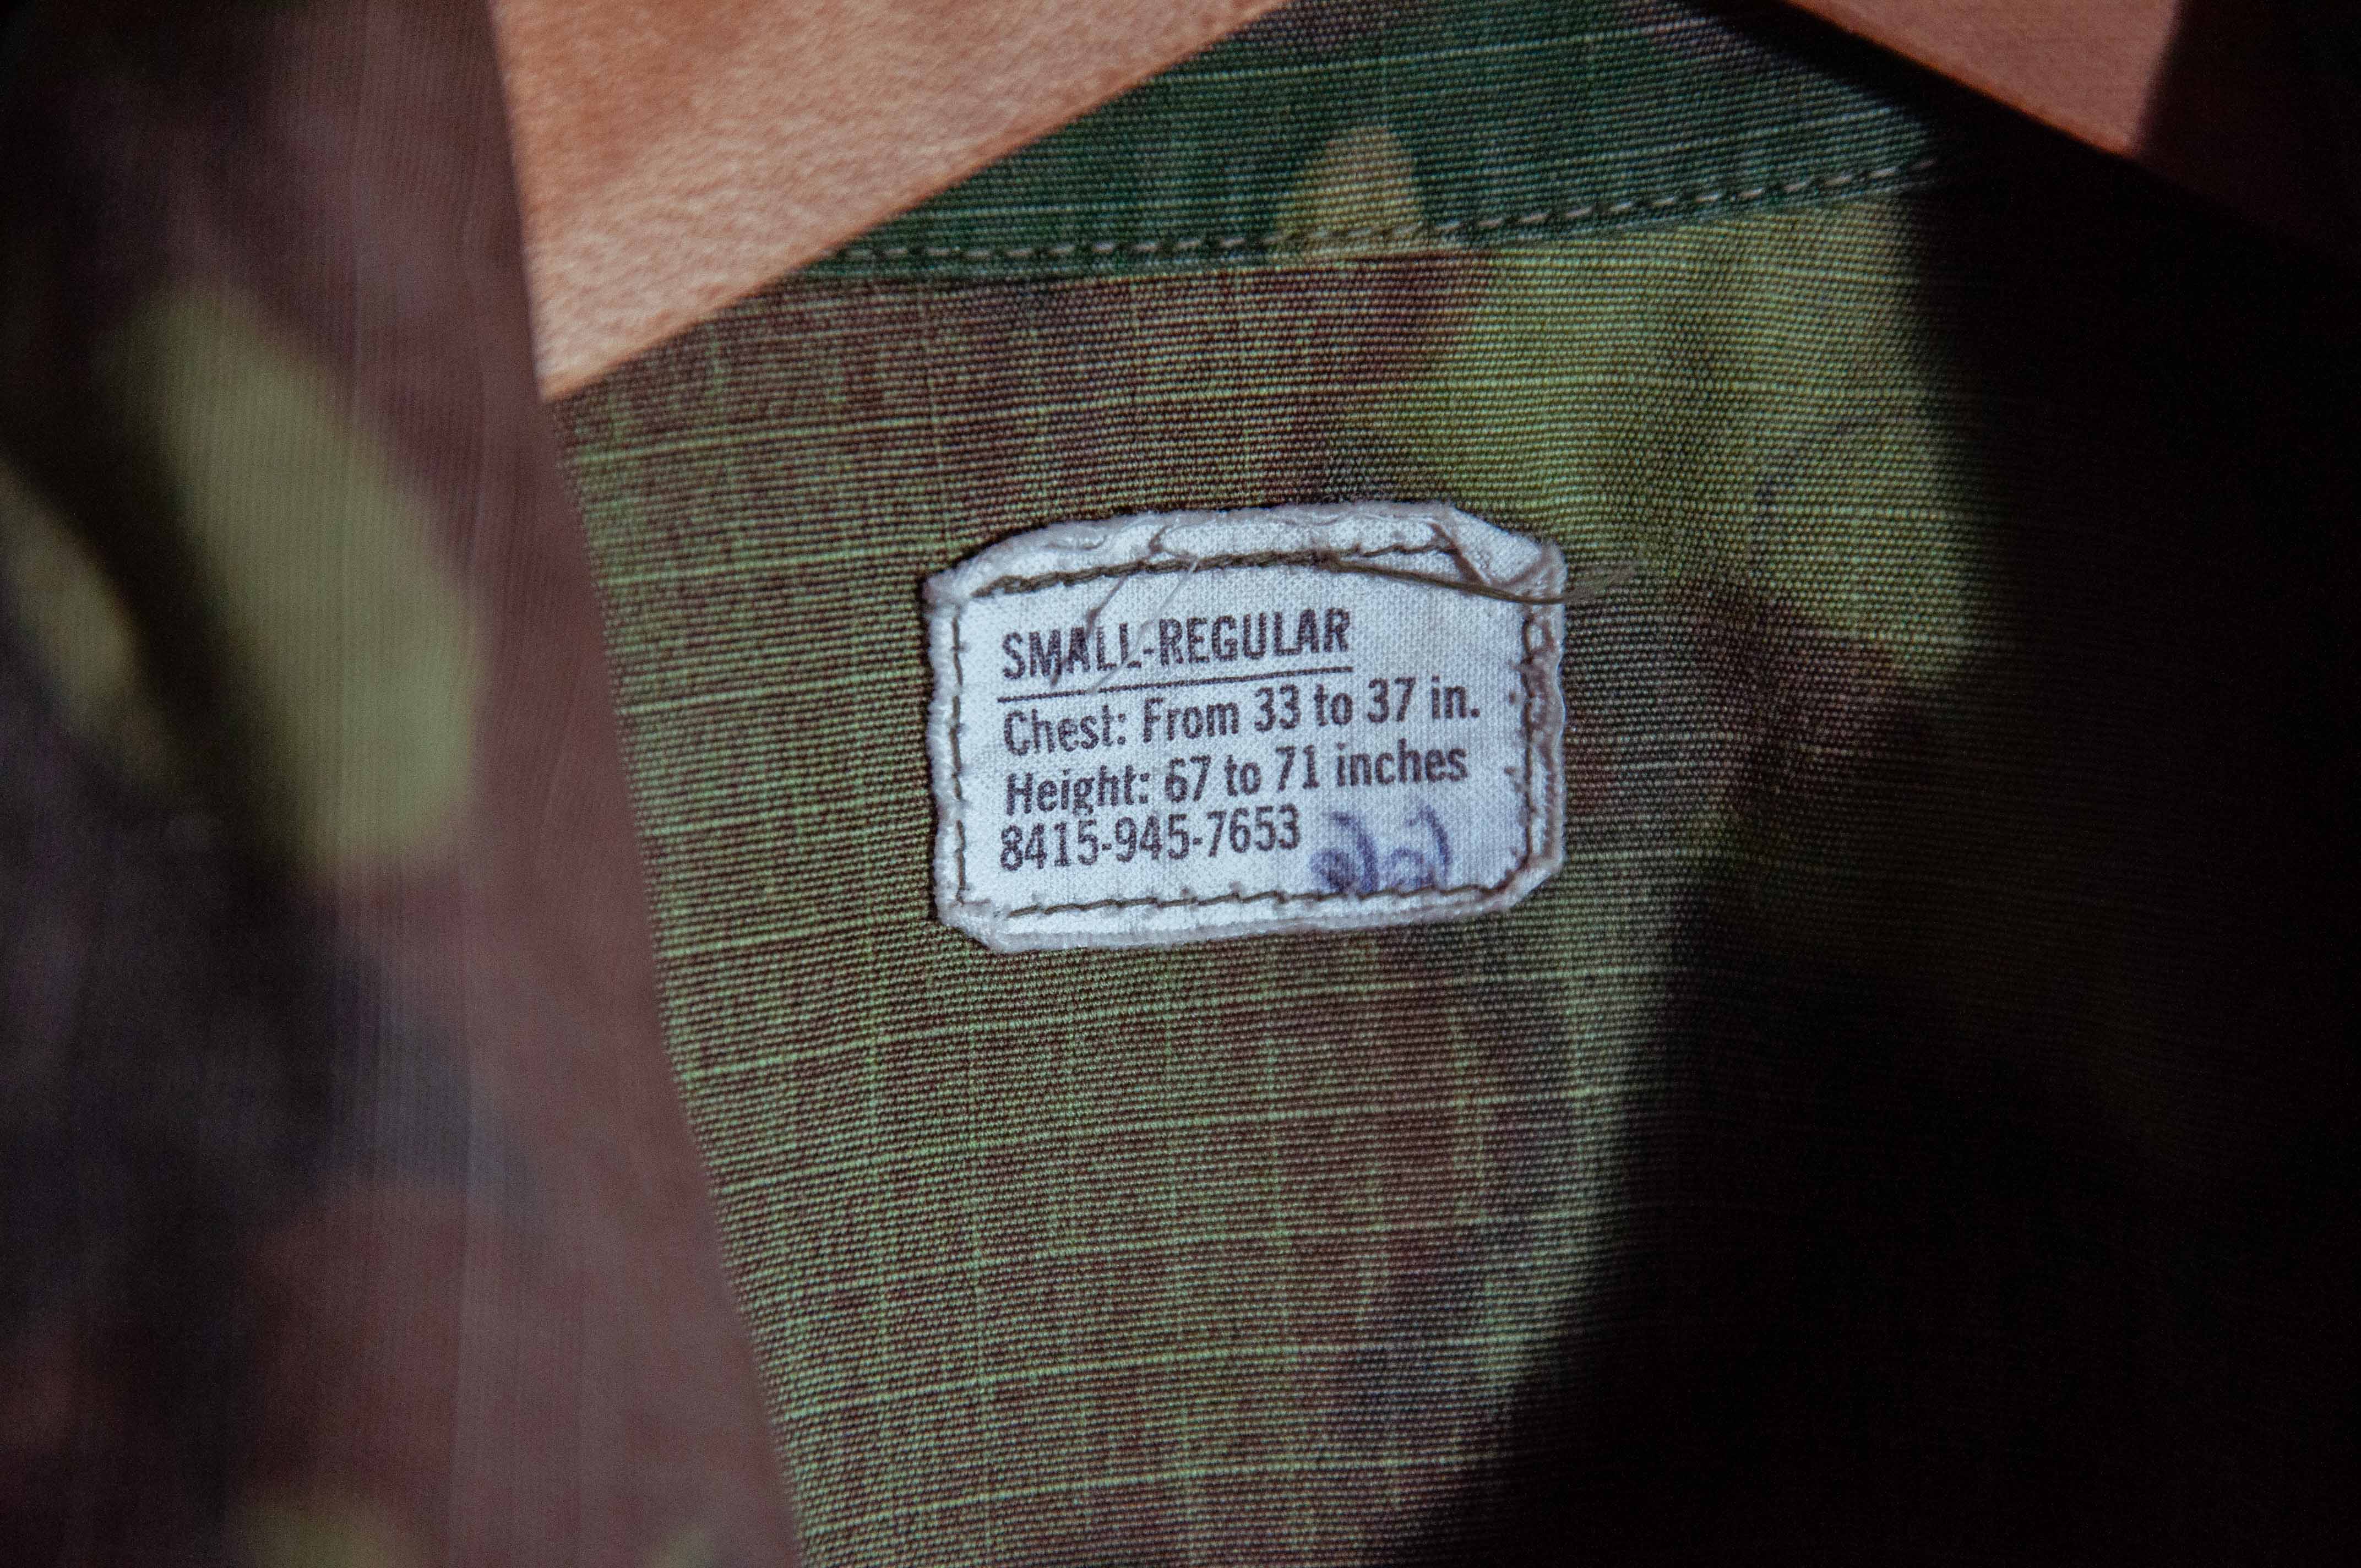 SMALL-REGULAR
Chest: From 33 to 37 in.
Height: 67 to 71 inches
8415-945-7653